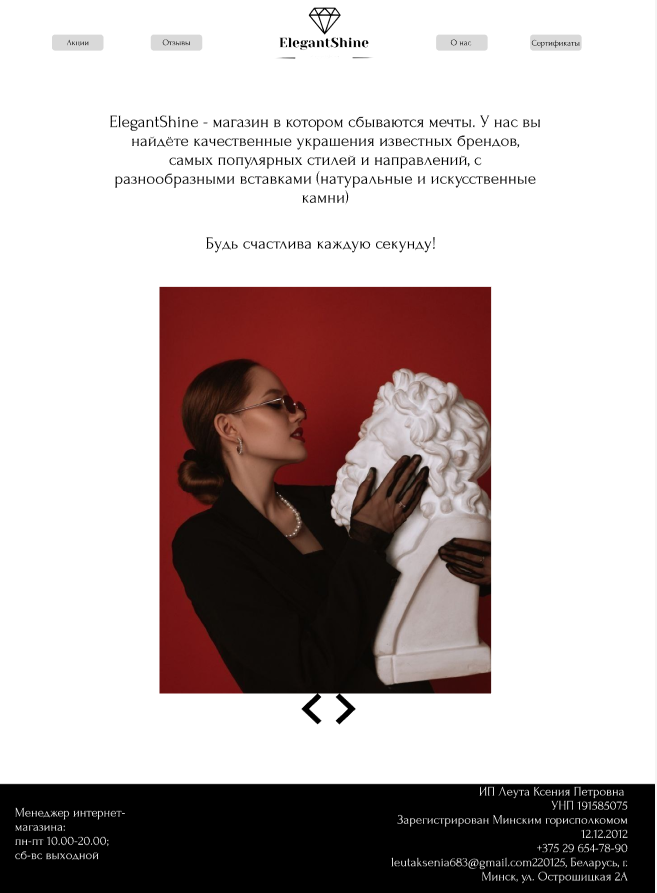 Акции
Отзывы
ElegantShine
О нас
Сертификаты
ElegantShine - магазин в котором сбываются мечты. У нас вы
найдёте качественные украшения известных брендов,
самых популярных стилей и направлений, с
разнообразными вставками (натуральные и искусственные
камни)
Будь счастлива каждую секунду!
Менеджер интернет-
магазина:
пн-пт 10.00-20.00;
сб-вс выходной
ИП Леута Ксения Петровна
УНП 191585075
Зарегистрирован Минским горисполкомом
12.12.2012
+375 29 654-78-90
leutaksenia683@gmail.com220125, Беларусь, г.
Минск, ул. Острошицкая 2А